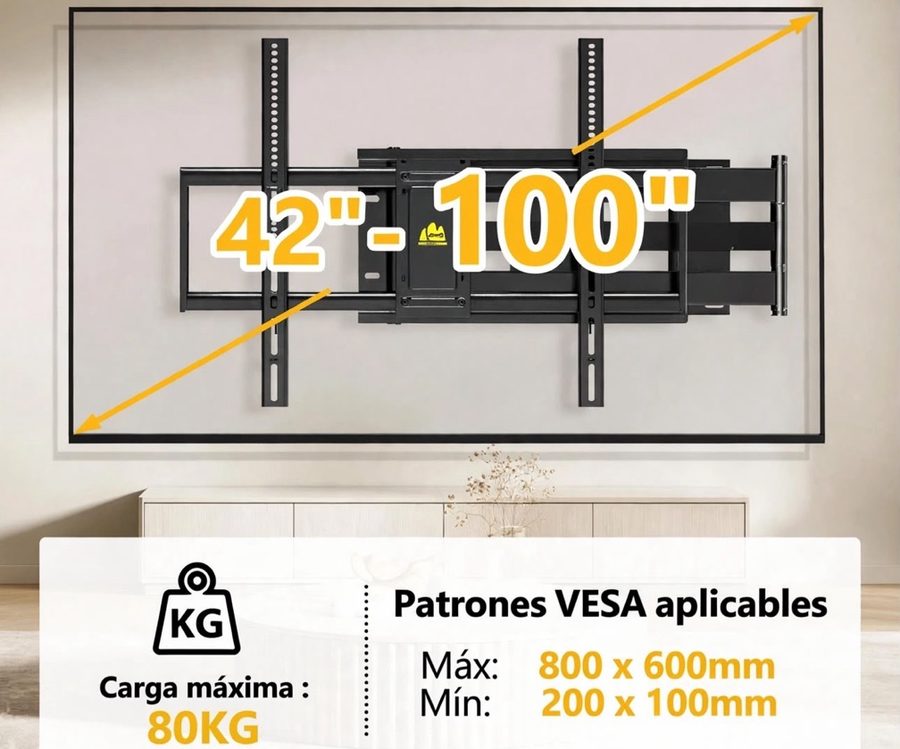 42"- 100"
KG
Patrones VESA aplicables
Carga máxima :
80KG
Máx: 800 x 600mm
Mín: 200 x 100mm